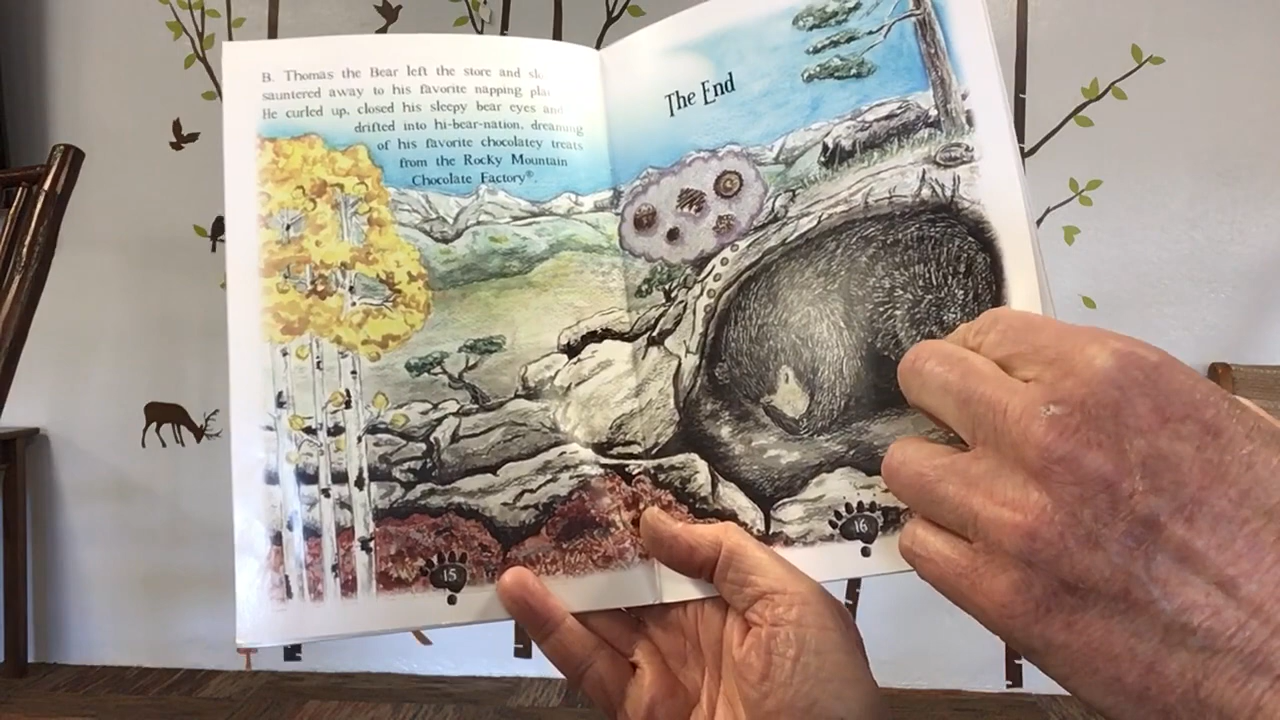 B. Thomas the Bear left the store and
sauntered away to his favorite napping
He curled up, closed his sleepy bear eyes and
drifted into hi-bear-nation, dreaming
of his favorite chocolatey treats
from the Rocky Mountain
Chocolate Factory®.
The End
15
16